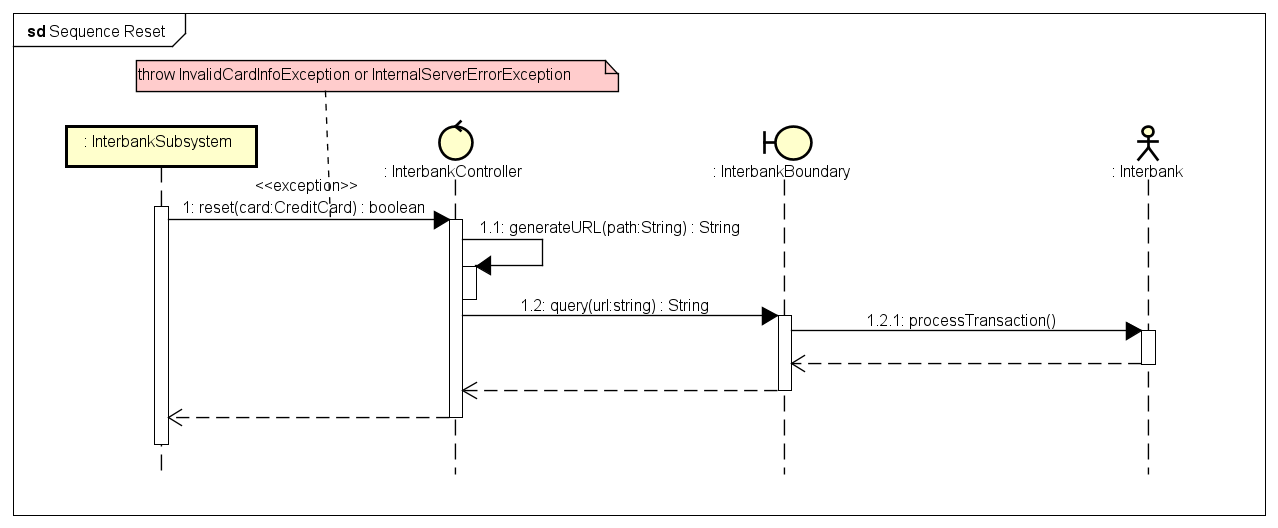 sd Sequence Reset
throw InvalidCardInfoException or InternalServerErrorException
: InterbankSubsystem
: InterbankController
: InterbankBoundary
: Interbank
<<exception>>
1: reset(card:CreditCard) : boolean
1.1: generateURL(path:String) : String
1.2: query(url:string) : String
1.2.1: processTransaction()